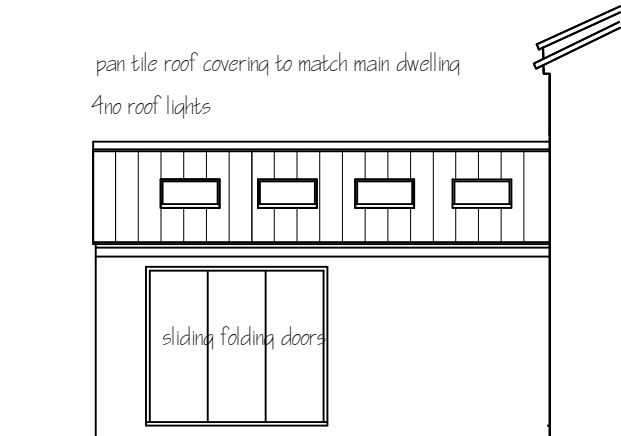 pan tile roof covering to match main dwelling
4no roof lights
sliding folding doors